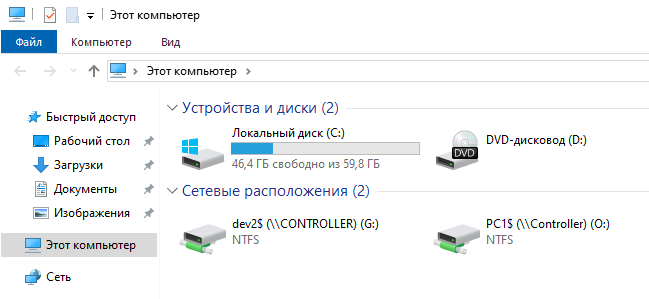 Этот компьютер
Файл Компьютер Вид
Этот компьютер
Быстрый доступ
Рабочий стол
Загрузки
Документы
Изображения
Этот компьютер
Сеть
Устройства и диски (2)
Локальный диск (C:)
46,4 ГБ свободно из 59,8 ГБ
DVD-дисковод (D:)
DVD
Сетевые расположения (2)
dev2$ (\\CONTROLLER) (G:)
NTFS
PC1$ (\\Controller) (O:)
NTFS